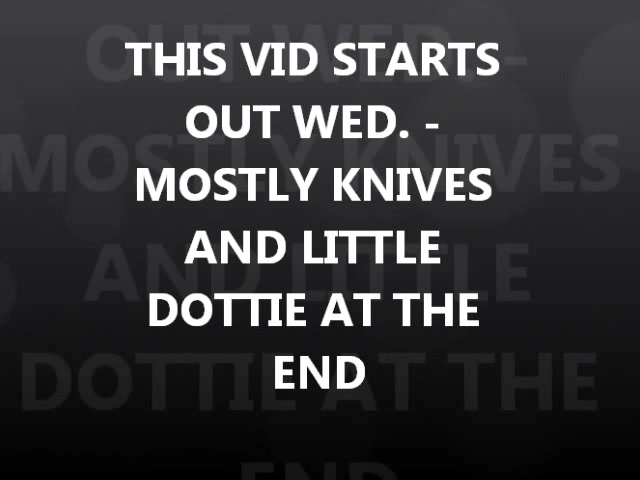 THIS VID STARTS
OUT WED. -
MOSTLY KNIVES
AND LITTLE
DOTTIE AT THE
END